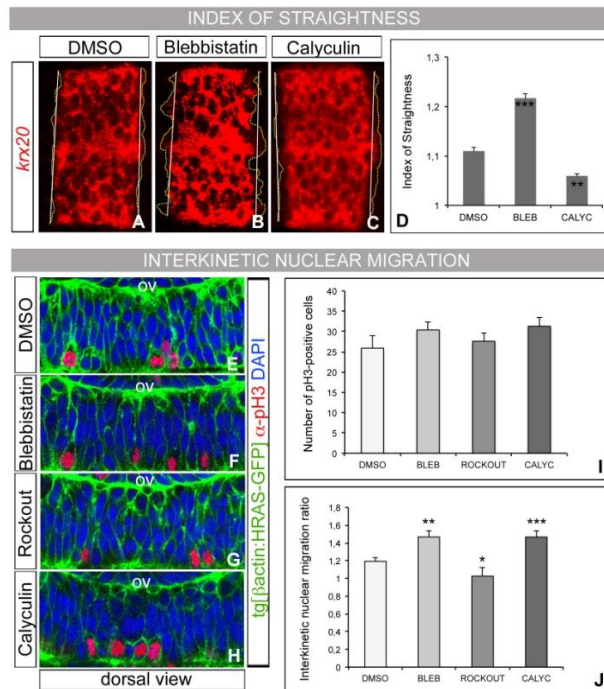 INDEX OF STRAIGHTNESS
DMSO Blebbistatin Calyculin
krx20
A B C
1,3
1,2
1,1
1
Index of Straightness
***
**
DMSO BLEB CALYC
D
INTERKINETIC NUCLEAR MIGRATION
DMSO
ov
E
Blebbistatin
ov
F
Rockout
ov
G
Calyculin
ov
H
dorsal view
tg[βactin:HRAS-GFP] α-pH3 DAPI
40
35
30
25
20
15
10
5
0
Number of pH3-positive cells
DMSO BLEB ROCKOUT CALYC
I
1,8
1,6
1,4
1,2
1
0,8
0,6
0,4
0,2
0
Interkinetic nuclear migration ratio
** * ***
DMSO BLEB ROCKOUT CALYC
J